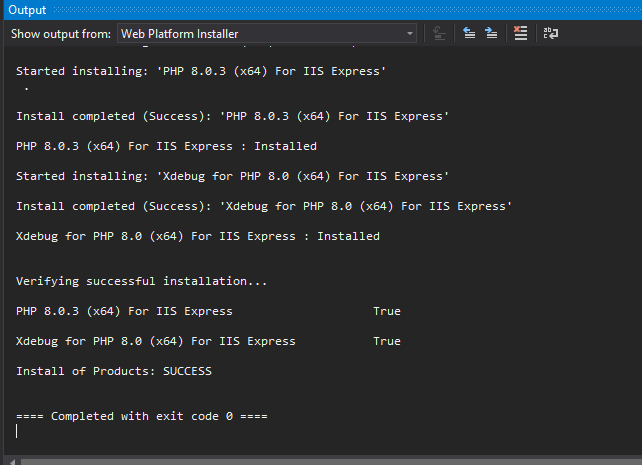 Output
Show output from: Web Platform Installer
Started installing: 'PHP 8.0.3 (x64) For IIS Express'
.
Install completed (Success): 'PHP 8.0.3 (x64) For IIS Express'
PHP 8.0.3 (x64) For IIS Express : Installed
Started installing: 'Xdebug for PHP 8.0 (x64) For IIS Express'
Install completed (Success): 'Xdebug for PHP 8.0 (x64) For IIS Express'
Xdebug for PHP 8.0 (x64) For IIS Express : Installed
Verifying successful installation...
PHP 8.0.3 (x64) For IIS Express True
Xdebug for PHP 8.0 (x64) For IIS Express True
Install of Products: SUCCESS
==== Completed with exit code 0 ====